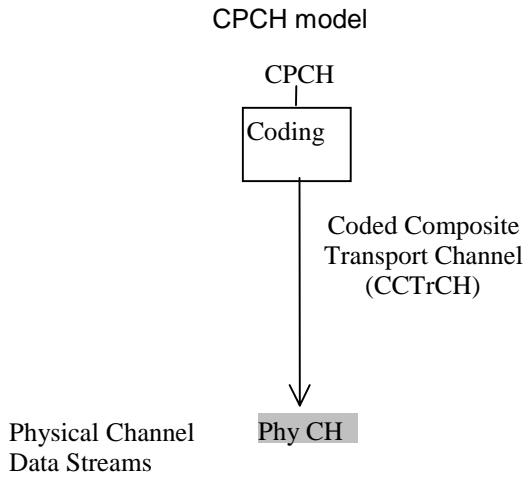 CPCH model
CPCH
Coding
Coded Composite
Transport Channel
(CCTrCH)
Physical Channel
Data Streams
Phy CH